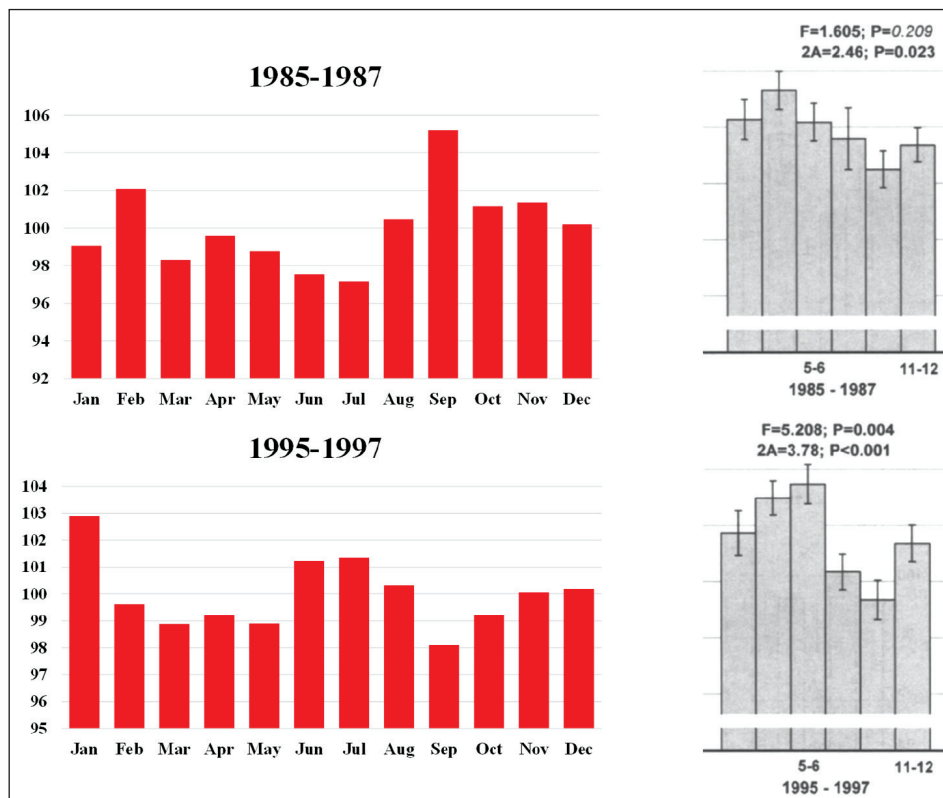 1985-1987
106
104
102
100
98
96
94
92
Jan Feb Mar Apr May Jun Jul Aug Sep Oct Nov Dec
F=1.605; P=0.209
2A=2.46; P=0.023
5-6 11-12
1985 - 1987
1995-1997
104
103
102
101
100
99
98
97
96
95
Jan Feb Mar Apr May Jun Jul Aug Sep Oct Nov Dec
F=5.208; P=0.004
2A=3.78; P<0.001
5-6 11-12
1995 - 1997